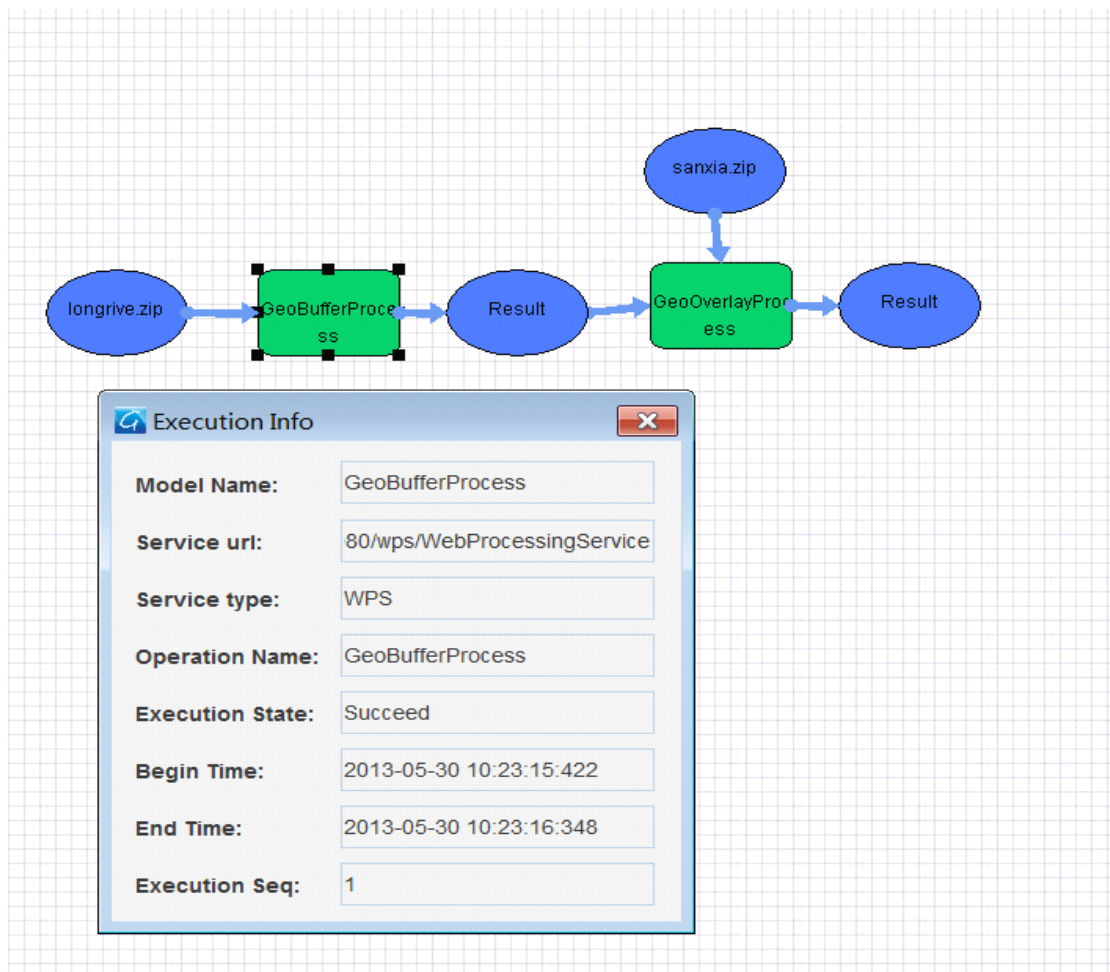 sanxia.zip
longrive.zip
GeoBufferProce
ss
Result
GeoOverlayProc
ess
Result
Execution Info
Model Name: GeoBufferProcess
Service url: 80/wps/WebProcessingService
Service type: WPS
Operation Name: GeoBufferProcess
Execution State: Succeed
Begin Time: 2013-05-30 10:23:15:422
End Time: 2013-05-30 10:23:16:348
Execution Seq: 1